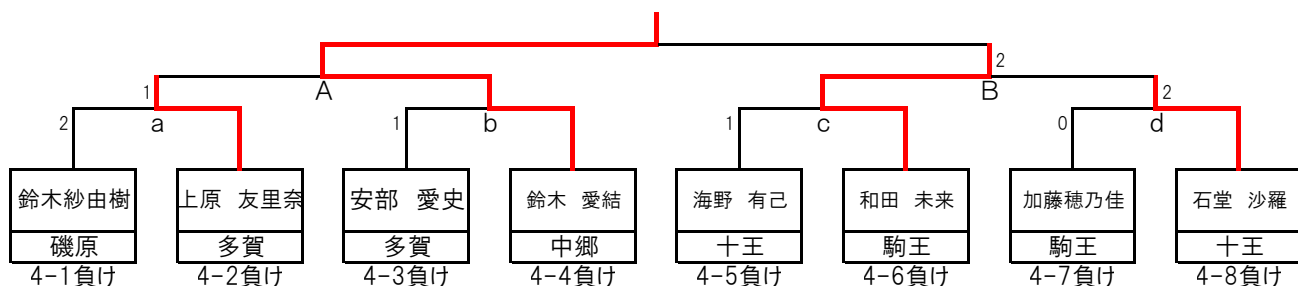 2
1 A B 2
2 a 1 b 1 c 0 d
鈴木紗由樹 上原 友里奈 安部 愛史 鈴木 愛結 海野 有己 和田 未来 加藤穂乃佳 石堂 沙羅
磯原 多賀 多賀 中郷 十王 駒王 駒王 十王
4-1負け 4-2負け 4-3負け 4-4負け 4-5負け 4-6負け 4-7負け 4-8負け